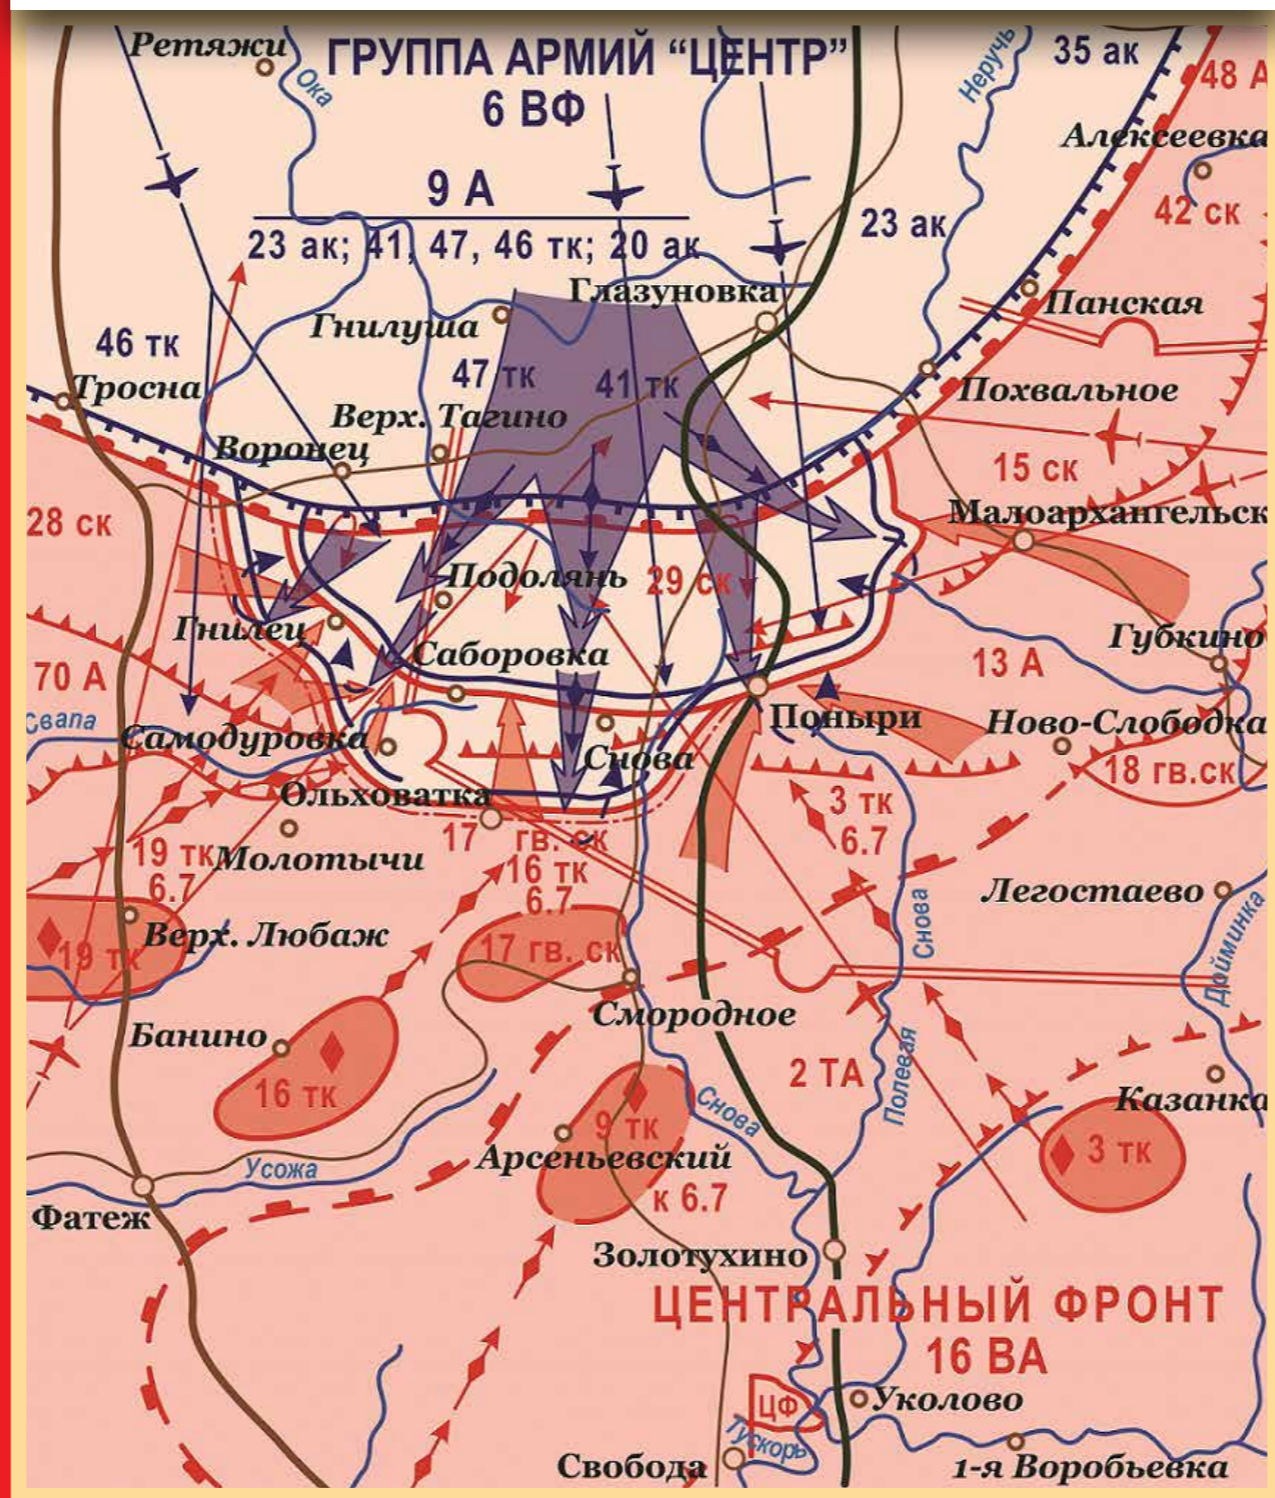 Ретяжи
ГРУППА АРМИЙ “ЦЕНТР”
6 ВФ
Ока
Неручь
35 ак
48 А
Алексеевка
42 ск
9 А
23 ак; 41, 47, 46 тк; 20 ак
23 ак
Глазуновка
Панская
Гнилуша
46 тк
47 тк
41 тк
Тросна
Похвальное
Верх. Тагино
Воронец
15 ск
28 ск
Малоархангельск
Подолянь
29 ск
Гнилец
Губкино
Саборовка
13 А
70 А
Свапа
Поныри
Ново-Слободка
Самодуровка
Снова
18 гв.ск
Ольховатка
3 тк
6.7
17 гв. ск
19 тк
6.7
Молотычи
16 тк
6.7
Легостаево
Верх. Любаж
19 тк
17 гв. ск
Снова
Дойминка
Смородное
Банино
16 тк
2 ТА
Полевая
Казанка
9 тк
Снова
3 тк
Арсеньевский
к 6.7
Усожа
Фатеж
Золотухино
ЦЕНТРАЛЬНЫЙ ФРОНТ
16 ВА
ЦФ
Уколово
Тускорь
Свобода
1-я Воробьевка